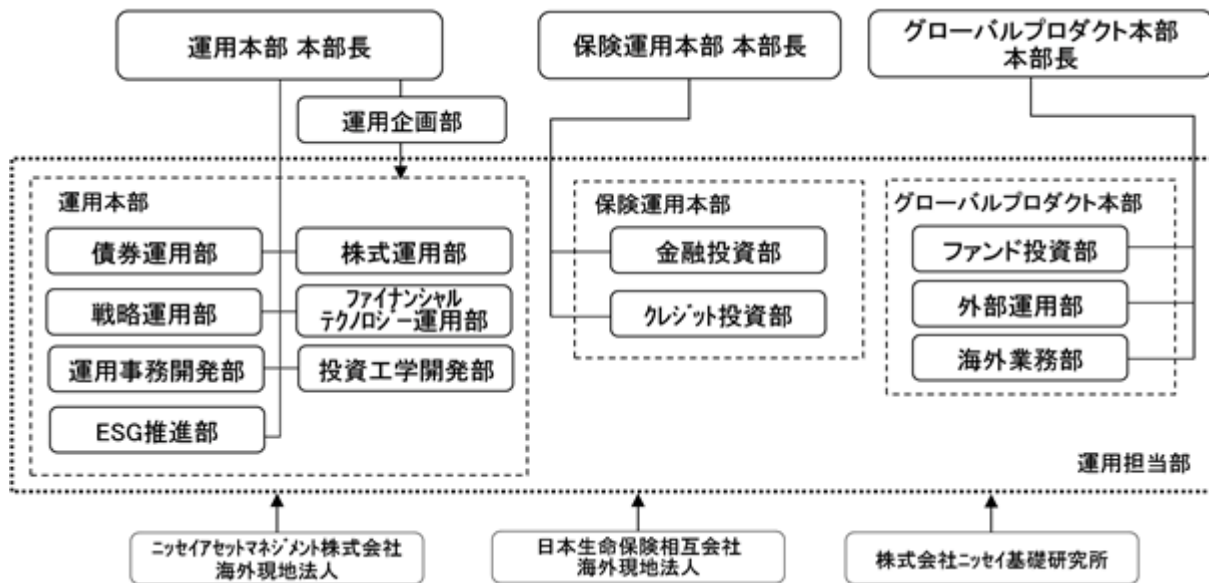 運用本部 本部長
保険運用本部 本部長
グローバルプロダクト本部
本部長
運用企画部
運用本部
債券運用部
株式運用部
戦略運用部
ファイナンシャル
テクノロジー運用部
運用事務開発部
投資工学開発部
ESG推進部
保険運用本部
金融投資部
クレジット投資部
グローバルプロダクト本部
ファンド投資部
外部運用部
海外業務部
運用担当部
ニッセイアセットマネジメント株式会社
海外現地法人
日本生命保険相互会社
海外現地法人
株式会社ニッセイ基礎研究所